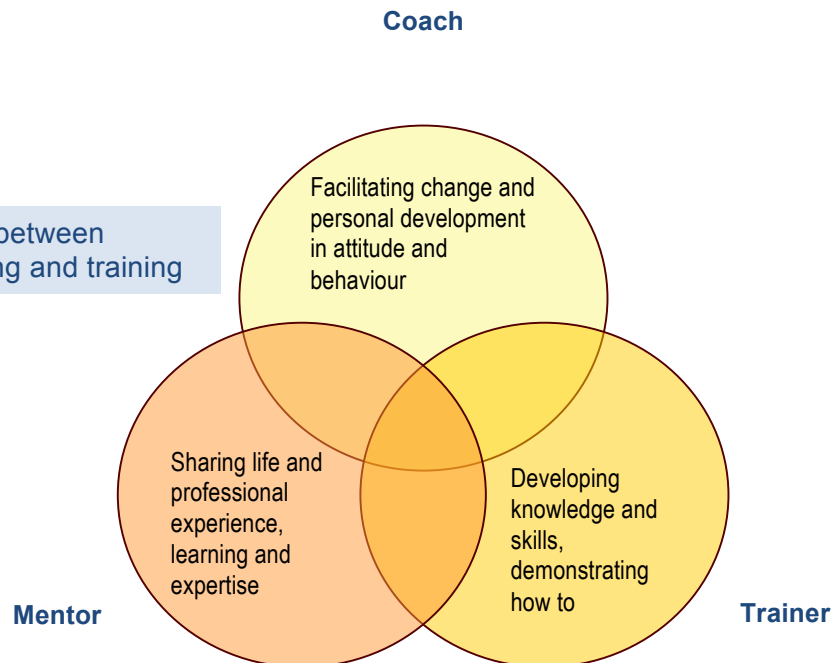 Coach
Facilitating change and
personal development
in attitude and
behaviour
between
and training
Sharing life and
professional
experience,
learning and
expertise
Developing
knowledge and
skills,
demonstrating
how to
Mentor
Trainer